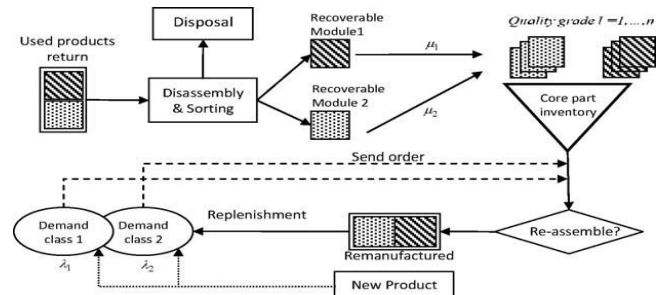 Used products
return
Disposal
Disassembly
& Sorting
Recoverable
Module1
Recoverable
Module 2
μ1
μ2
Quality grade l =1,…,n
Core part
inventory
Send order
Demand
class 1
Demand
class 2
λ1
λ2
Replenishment
Remanufactured
Re-assemble?
New Product